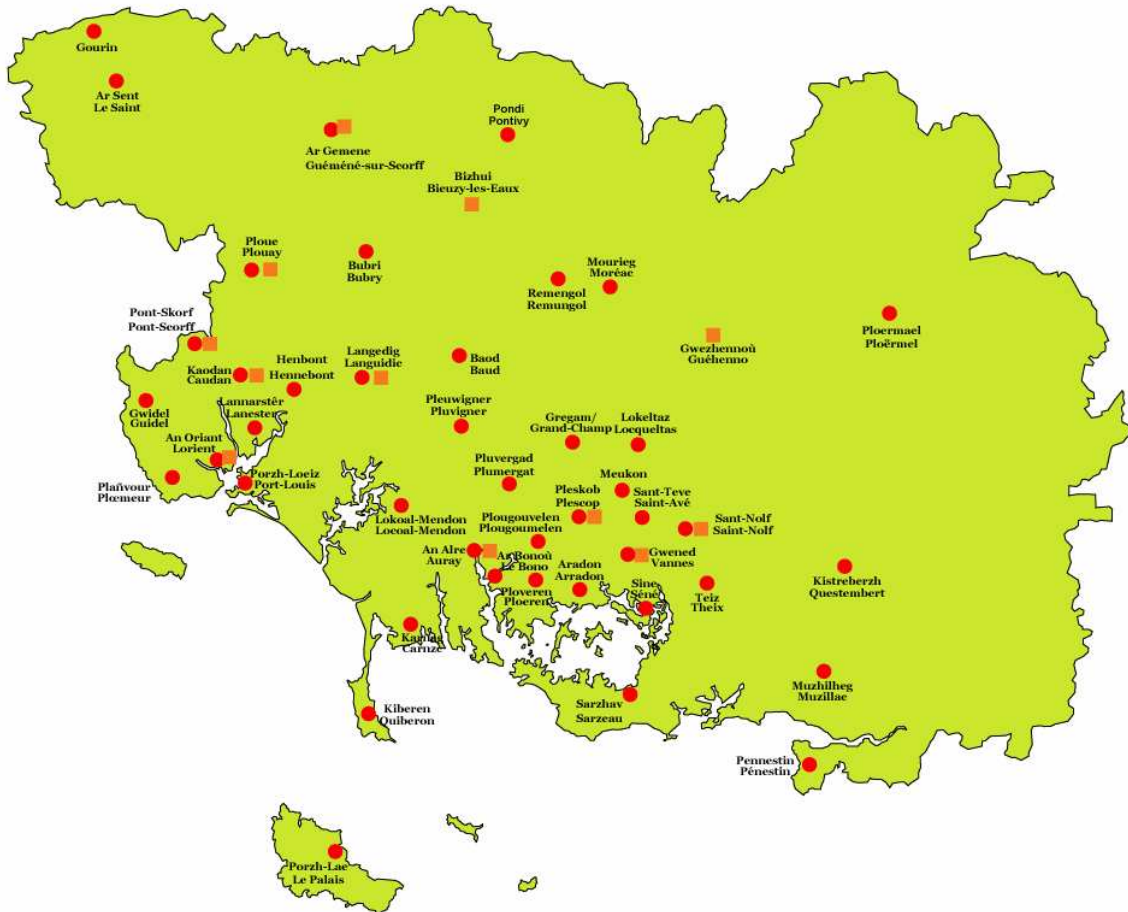 Gourin
Ar Sent
Le Saint
Pondi
Pontivy
Ar Gemene
Guéméné-sur-Scorff
Bizhui
Bieuzy-les-Eaux
Ploue
Plouay
Bubri
Bubry
Mourieg
Moréac
Remengol
Remungol
Pont-Skorf
Pont-Scorff
Ploermael
Ploërmel
Gwezhennoù
Guéhenno
Henbont
Hennebont
Langedig
Languidic
Baod
Baud
Kaodan
Caudan
Lannarstêr
Lanester
Gwidel
Guidel
Pleuwigner
Pluvigner
Gregam/
Grand-Champ
Lokeltaz
Locqueltas
An Oriant
Lorient
Porzh-Loeiz
Port-Louis
Plañvour
Plœmeur
Pluvergad
Plumergat
Meukon
Pleskob
Plescop
Sant-Teve
Saint-Avé
Lokoal-Mendon
Locoal-Mendon
Plougouvelen
Plougoumelen
Sant-Nolf
Saint-Nolf
An Alre
Auray
Ar Bonoù
Le Bono
Aradon
Arradon
Gwened
Vannes
Ploveren
Ploeren
Sine
Séné
Teiz
Theix
Kistreberzh
Questembert
Karnag
Carnac
Muzhilheg
Muzillac
Sarzhav
Sarzeau
Kiberen
Quiberon
Pennestin
Pénestin
Porzh-Lae
Le Palais